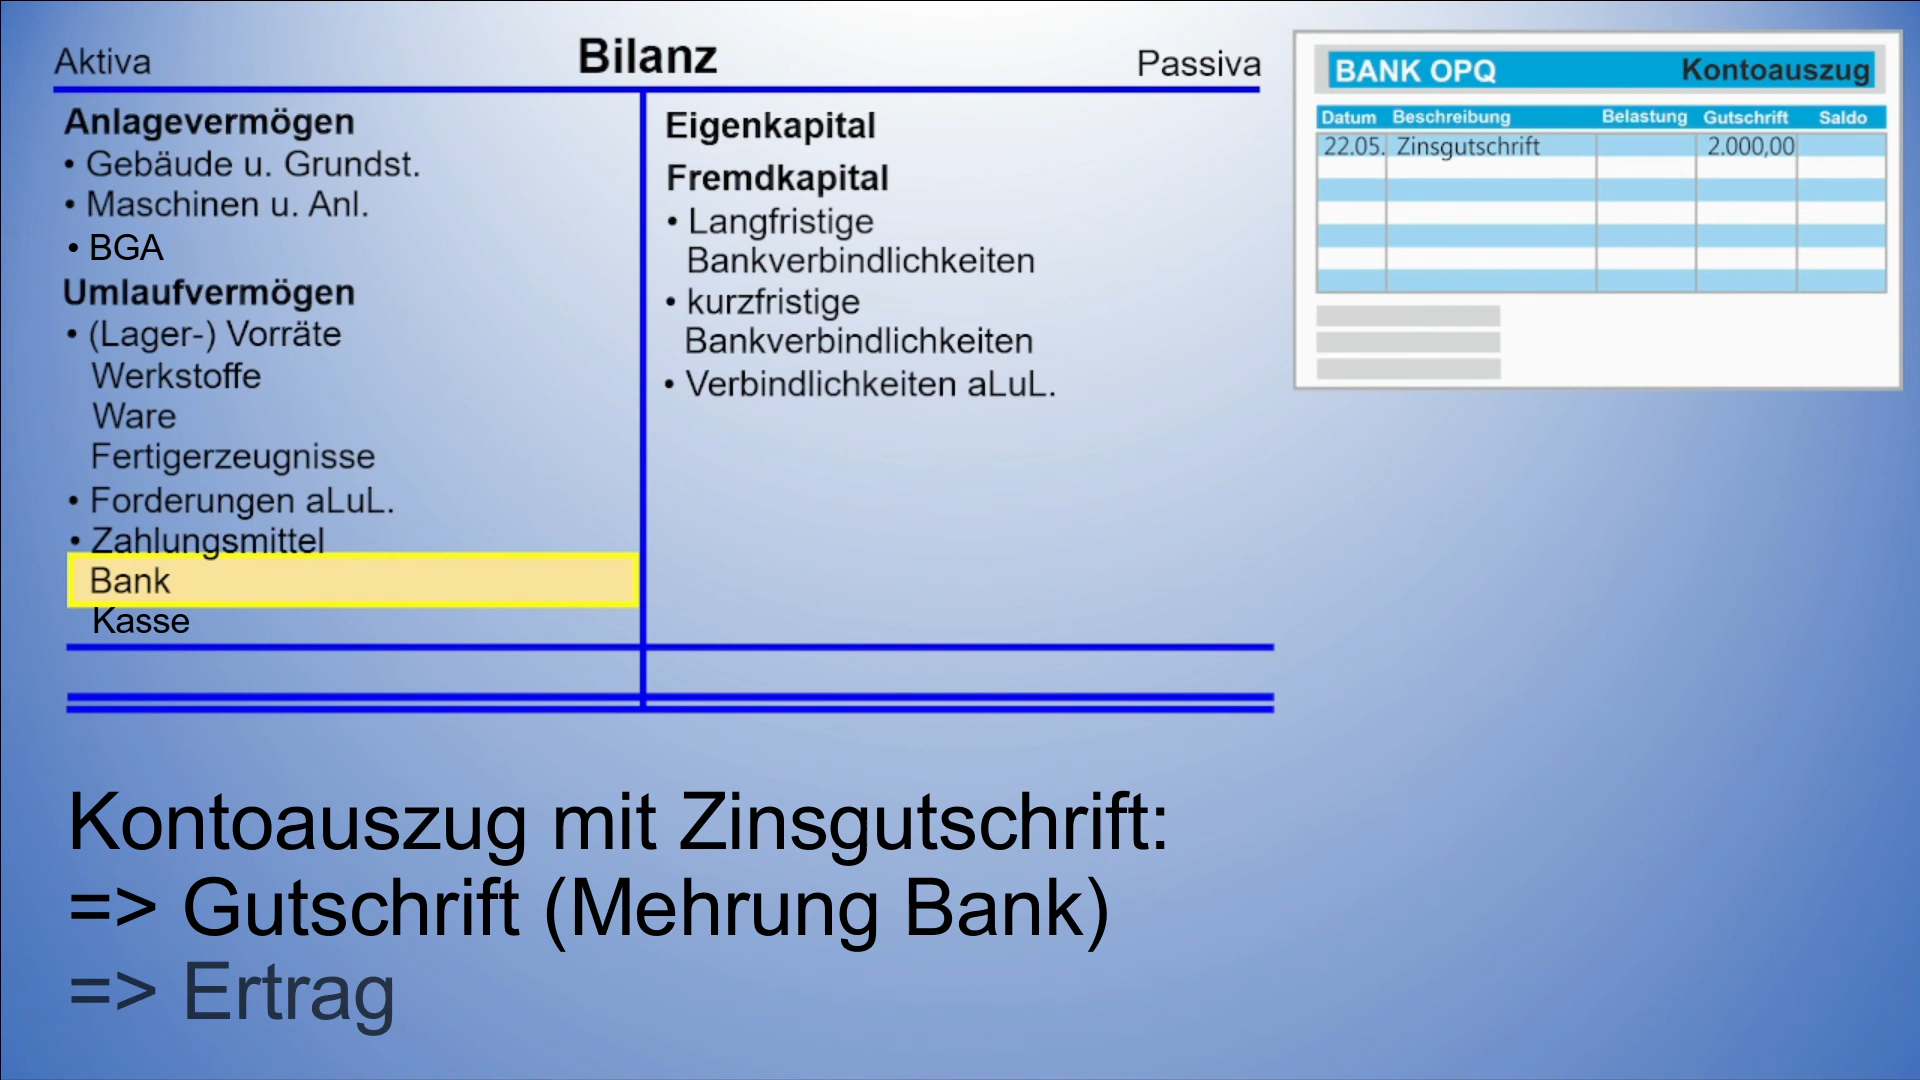 Aktiva
Bilanz
Passiva
Anlagevermögen
• Gebäude u. Grundst.
• Maschinen u. Anl.
• BGA
Umlaufvermögen
• (Lager-) Vorräte
Werkstoffe
Ware
Fertigerzeugnisse
• Forderungen aLuL.
• Zahlungsmittel
Bank
Kasse
Eigenkapital
Fremdkapital
• Langfristige
Bankverbindlichkeiten
• kurzfristige
Bankverbindlichkeiten
• Verbindlichkeiten aLuL.
BANK OPQ Kontoauszug
Datum Beschreibung Belastung Gutschrift Saldo
22.05. Zinsgutschrift 2.000,00
Kontoauszug mit Zinsgutschrift:
=> Gutschrift (Mehrung Bank)
=> Ertrag